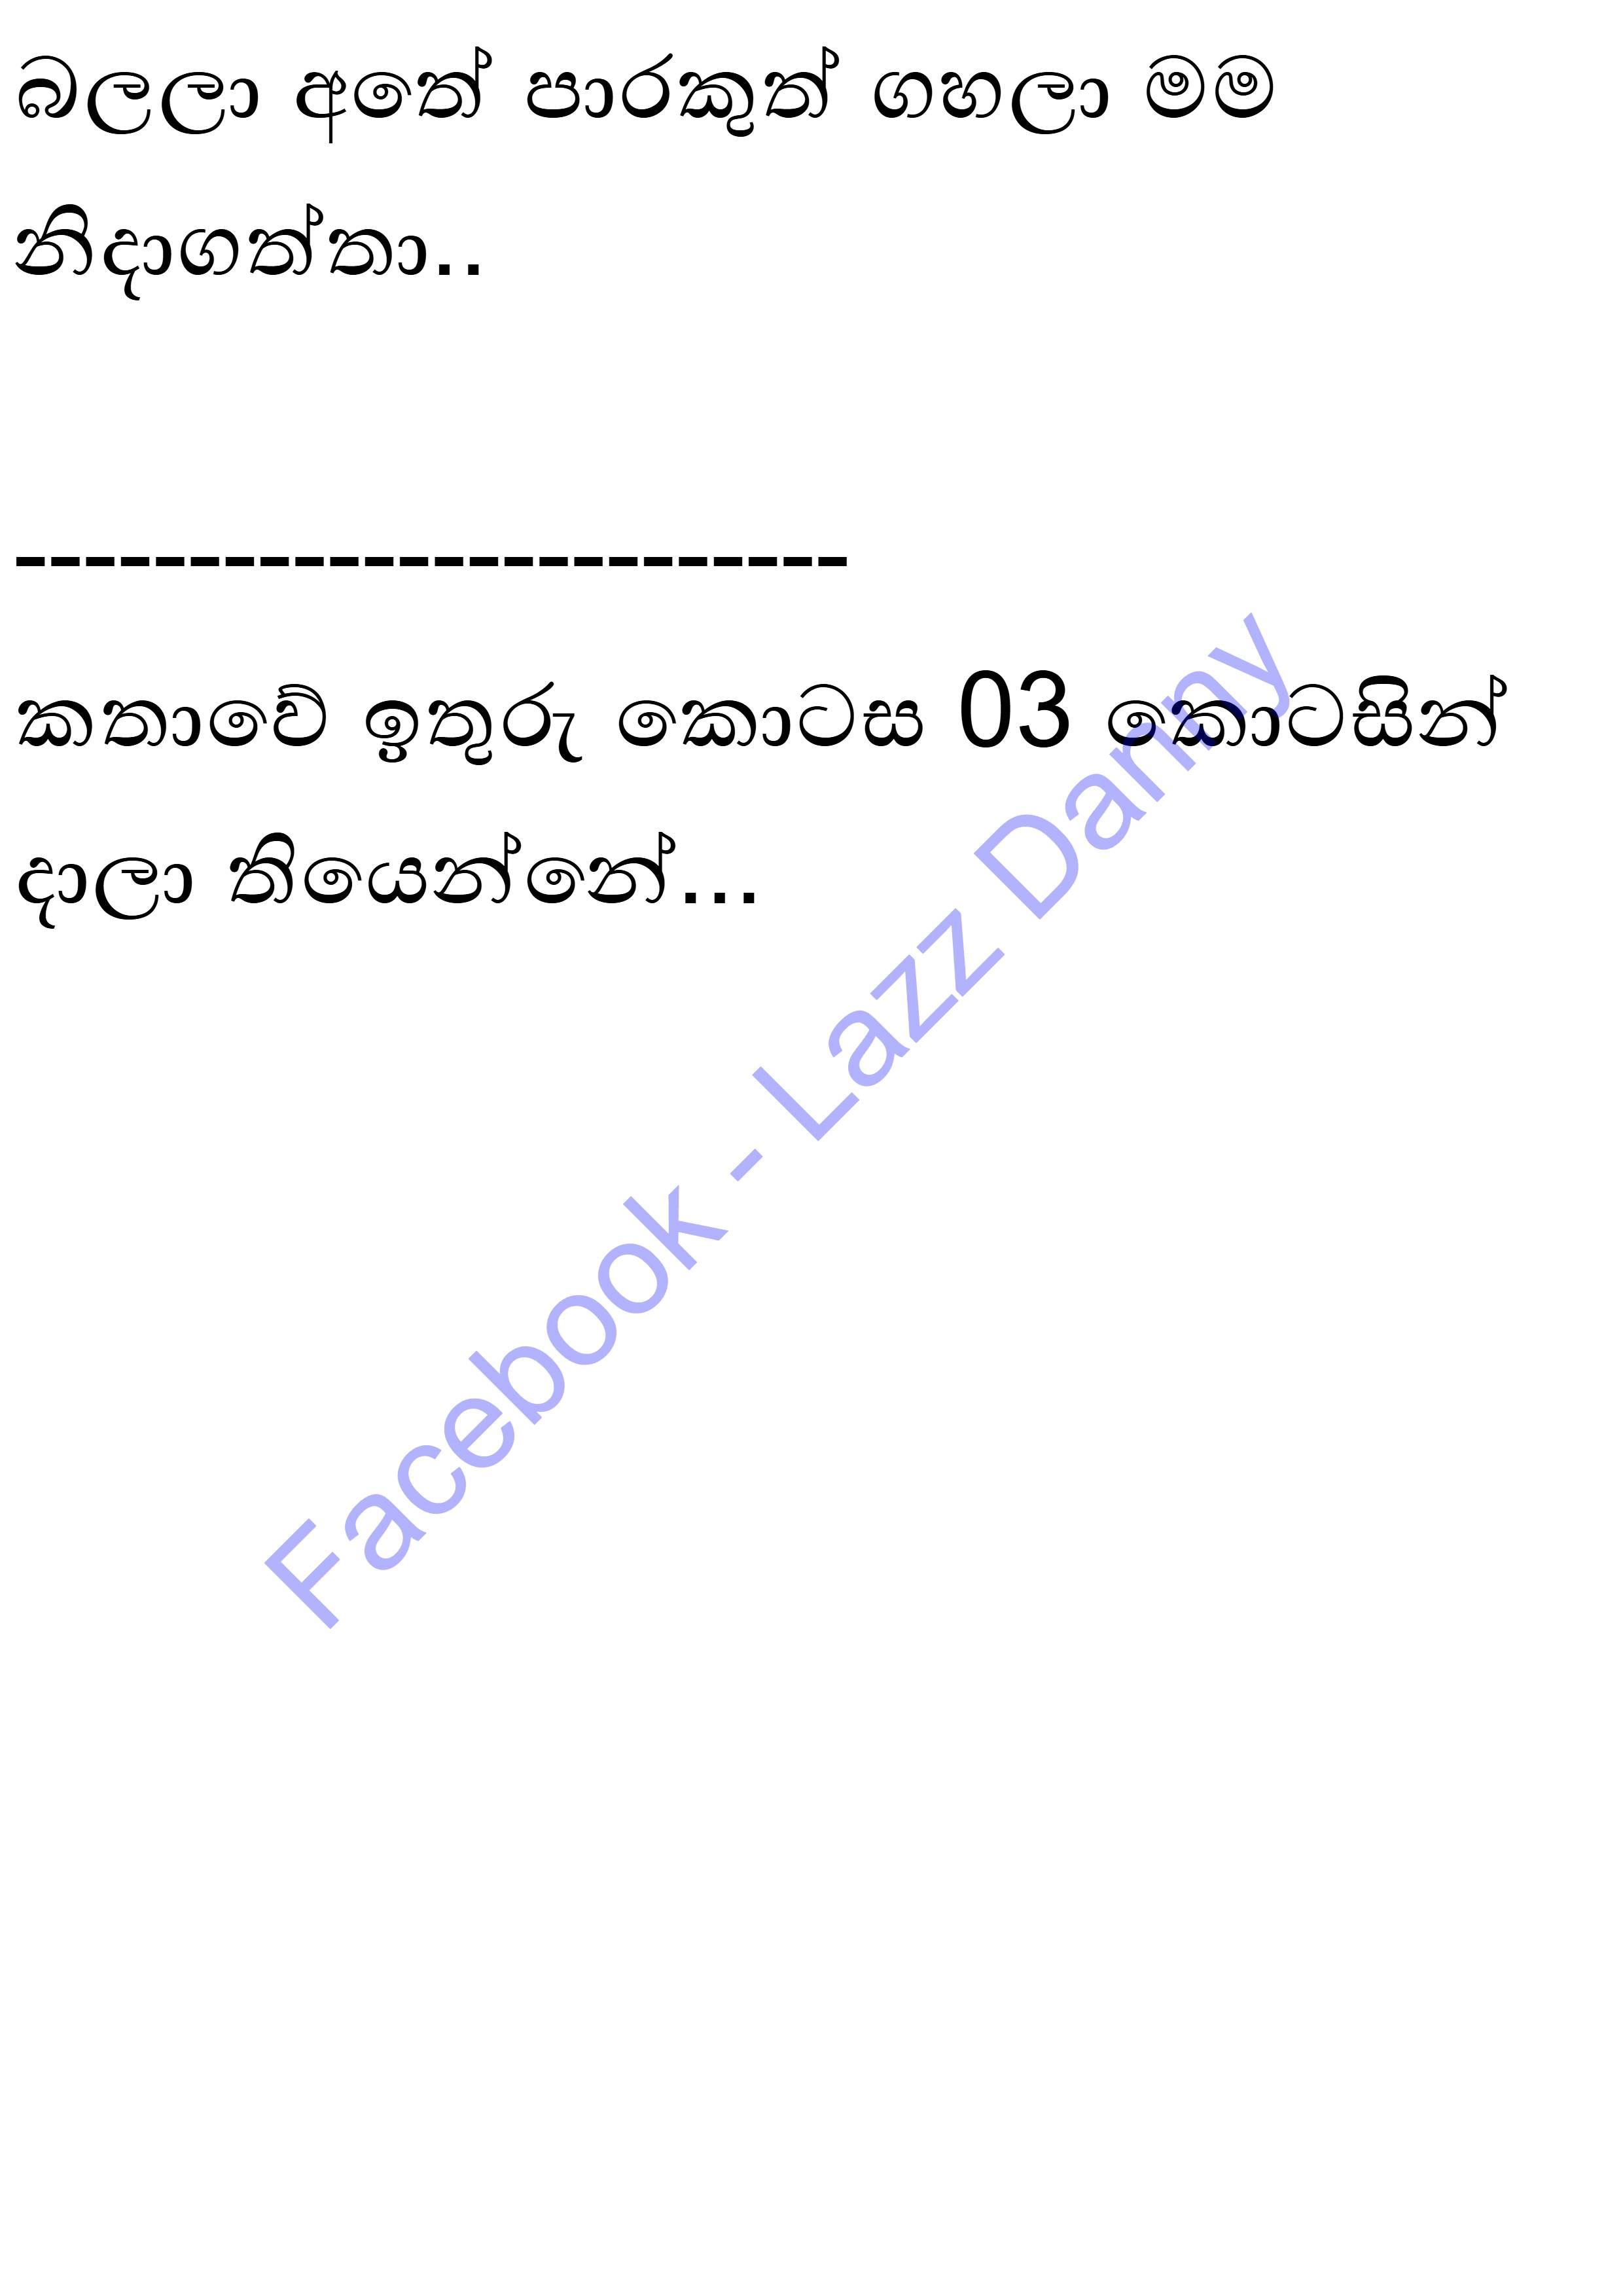 බලලා අතේ පාරකුත් ගහලා මම
නිදාගත්තා..
------------------------
කතාවේ ඉතුරු කොටස 03 කොටසින්
දාලා තියෙන්නේ...
Facebook - Lazz Danny